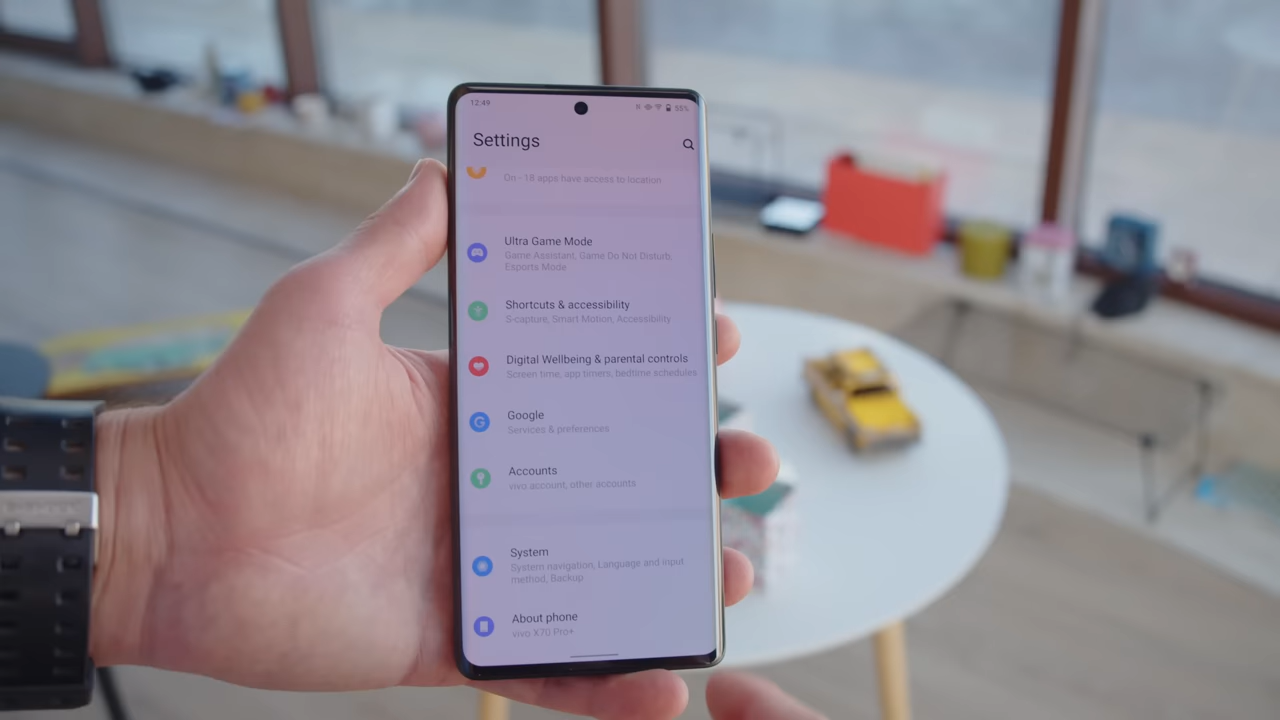 12:49
55%
Settings
On - 18 apps have access to location
Ultra Game Mode
Game Assistant, Game Do Not Disturb,
Esports Mode
Shortcuts & accessibility
S-capture, Smart Motion, Accessibility
Digital Wellbeing & parental controls
Screen time, app timers, bedtime schedules
Google
Services & preferences
Accounts
vivo account, other accounts
System
System navigation, Language and input
method, Backup
About phone
vivo X70 Pro+